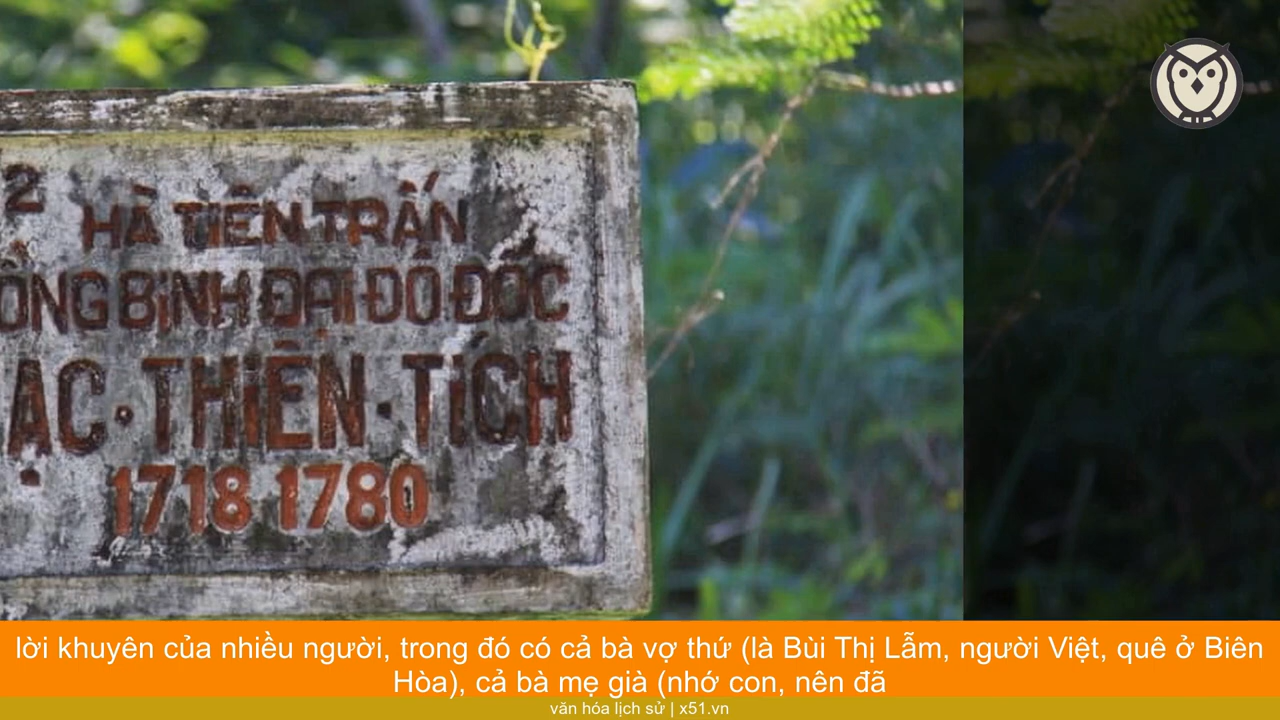 2
HÀ TIÊN TRẤN
ÔNG BINH ĐẠI ĐÔ ĐỐC
ẠC · THIÊN · TÍCH
1718 1780
lời khuyên của nhiều người, trong đó có cả bà vợ thứ (là Bùi Thị Lẫm, người Việt, quê ở Biên
Hòa), cả bà mẹ già (nhớ con, nên đã
văn hóa lịch sử | x51.vn